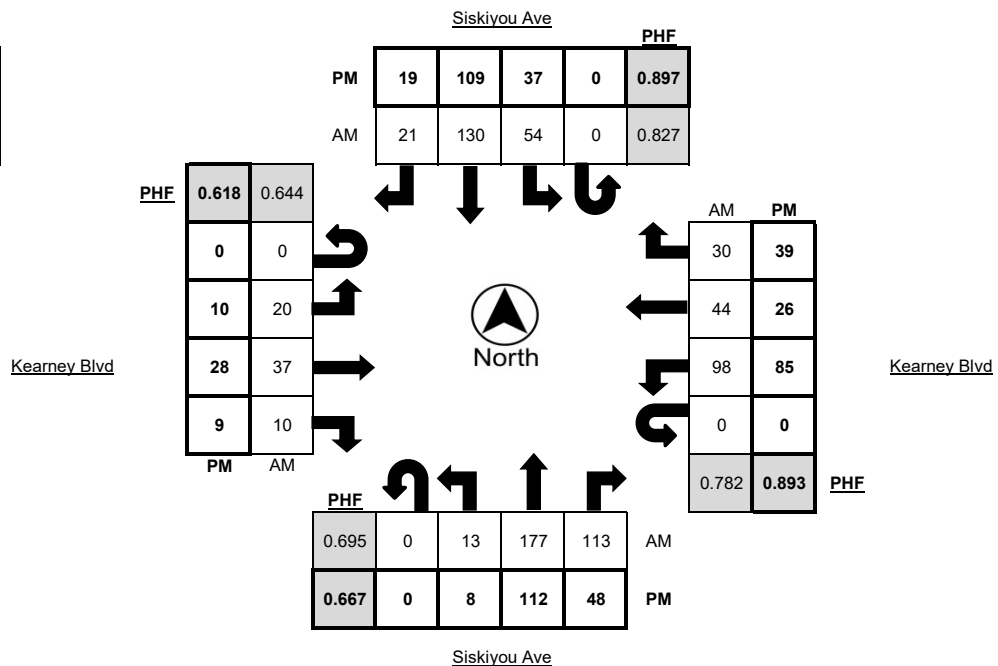 Siskiyou Ave
PHF
PM 19 109 37 0 0.897
AM 21 130 54 0 0.827
PHF 0.618 0.644
0 0
10 20
28 37
9 10
PM AM
Kearney Blvd
North
AM PM
30 39
44 26
98 85
0 0
0.782 0.893 PHF
Kearney Blvd
PHF
0.695 0 13 177 113 AM
0.667 0 8 112 48 PM
Siskiyou Ave